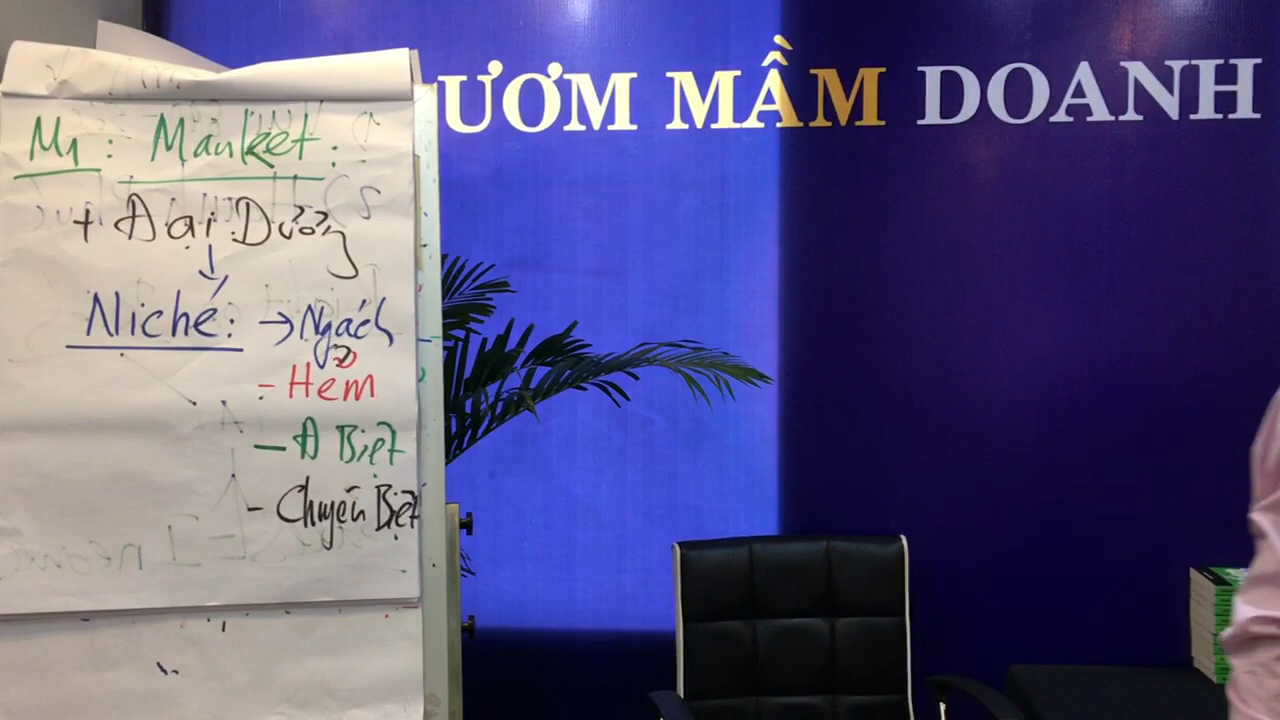 ƯƠM MẦM DOANH
M1: Market:
+ Đại Dương
Niche: → Ngách
- Hẻm
- Đ Biệt
- Chuyên Biệt